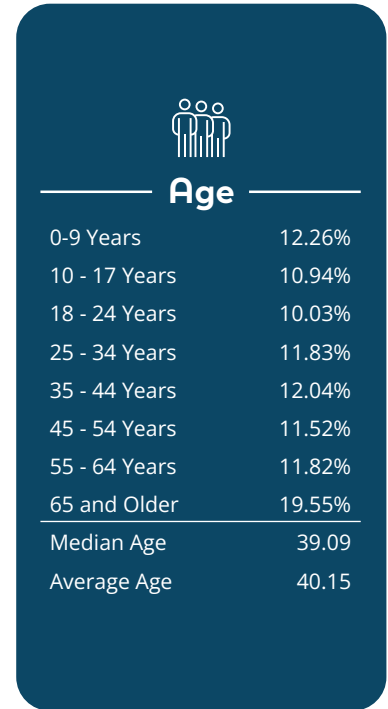 Age
0-9 Years 12.26%
10 - 17 Years 10.94%
18 - 24 Years 10.03%
25 - 34 Years 11.83%
35 - 44 Years 12.04%
45 - 54 Years 11.52%
55 - 64 Years 11.82%
65 and Older 19.55%
Median Age 39.09
Average Age 40.15